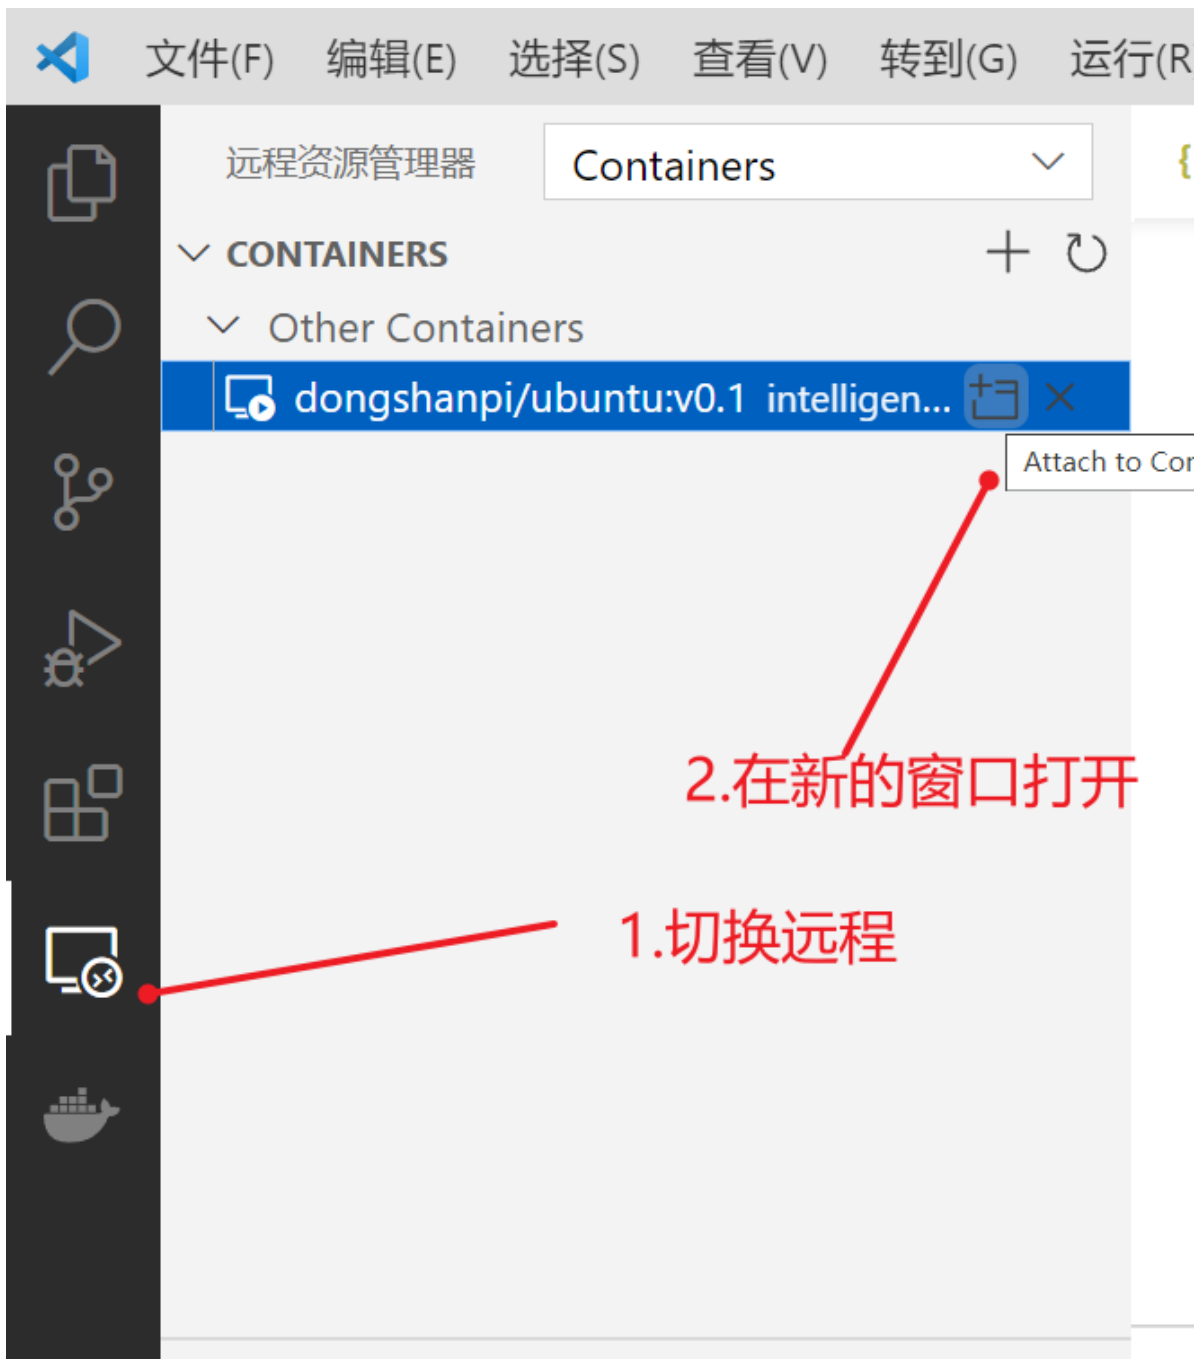 文件(F) 编辑(E) 选择(S) 查看(V) 转到(G) 运行(R
远程资源管理器 Containers {
CONTAINERS
Other Containers
dongshanpi/ubuntu:v0.1 intelligen...
Attach to Con
2.在新的窗口打开
1.切换远程